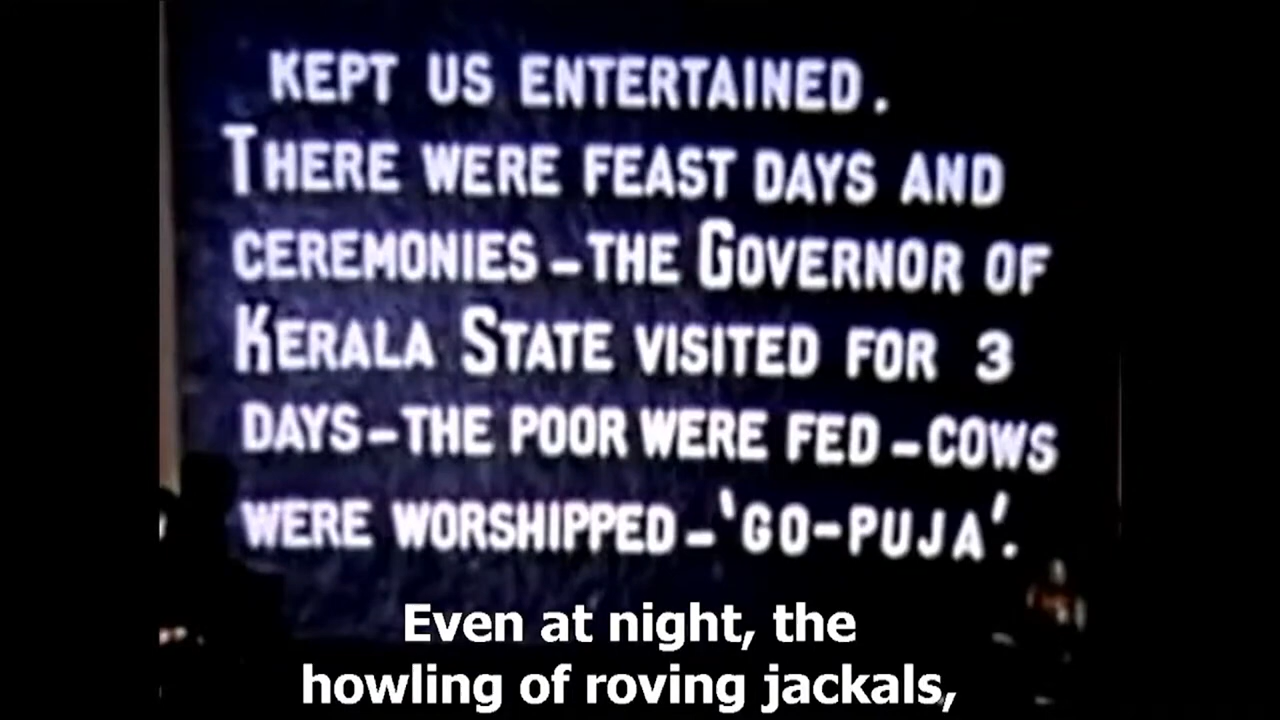 KEPT US ENTERTAINED.
THERE WERE FEAST DAYS AND
CEREMONIES – THE GOVERNOR OF
KERALA STATE VISITED FOR 3
DAYS – THE POOR WERE FED – COWS
WERE WORSHIPPED – 'GO-PUJA'.
Even at night, the
howling of roving jackals,